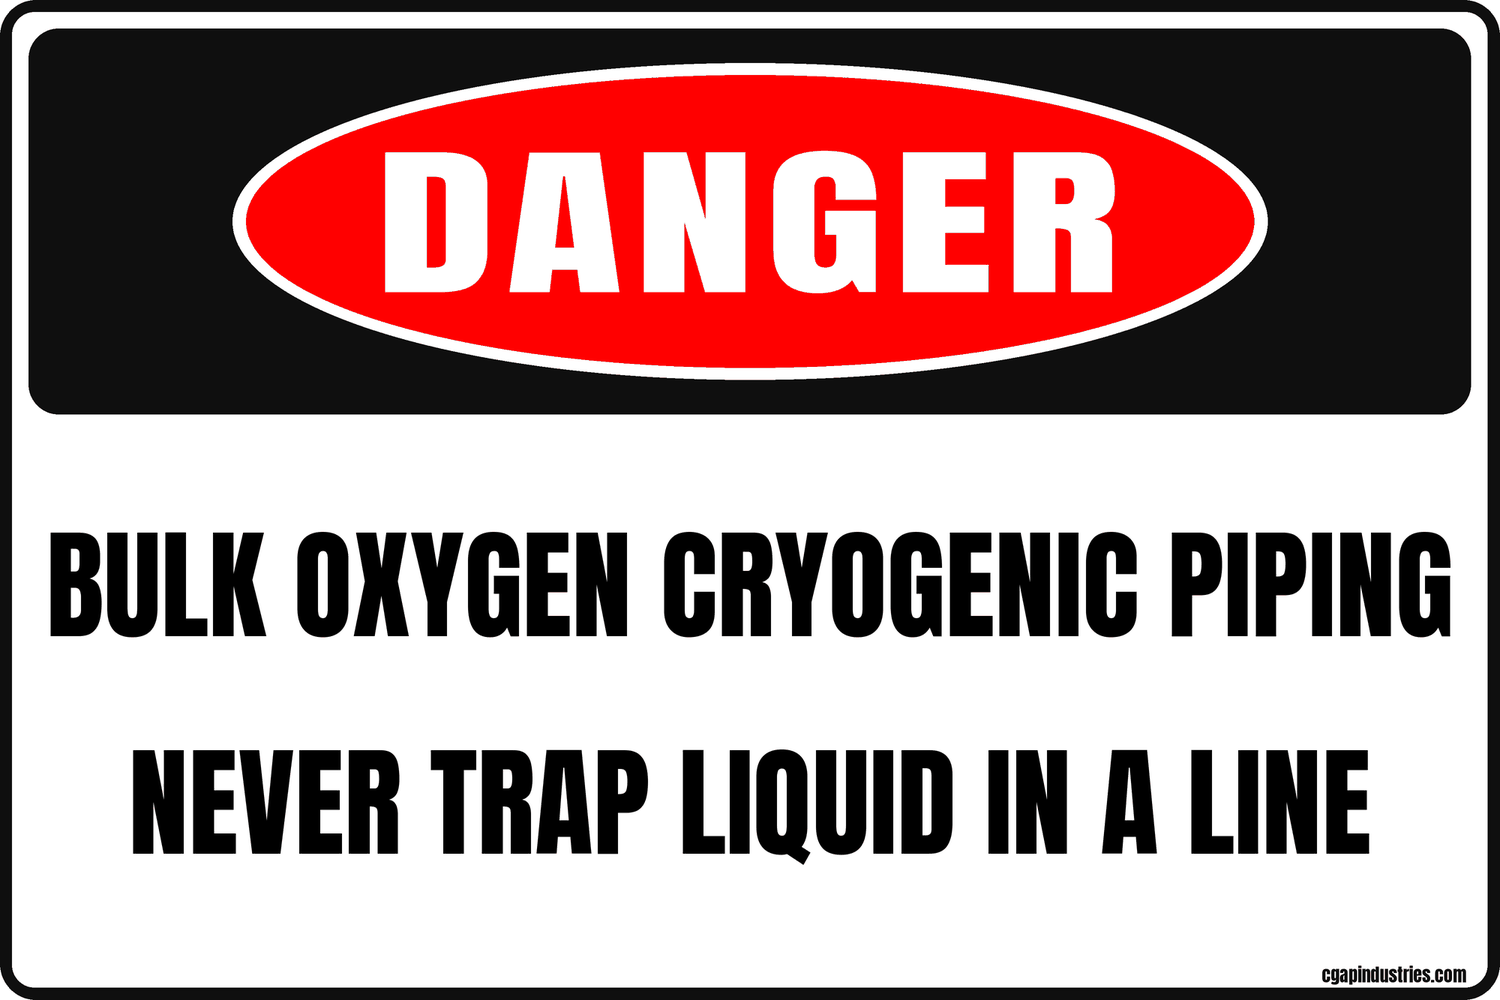 DANGER
BULK OXYGEN CRYOGENIC PIPING
NEVER TRAP LIQUID IN A LINE
cgapindustries.com